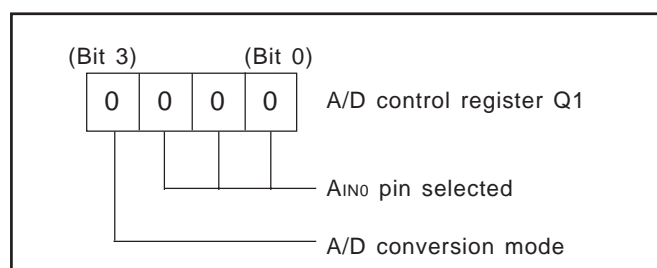 (Bit 3) (Bit 0)
0 0 0 0 A/D control register Q1
AIN0 pin selected
A/D conversion mode